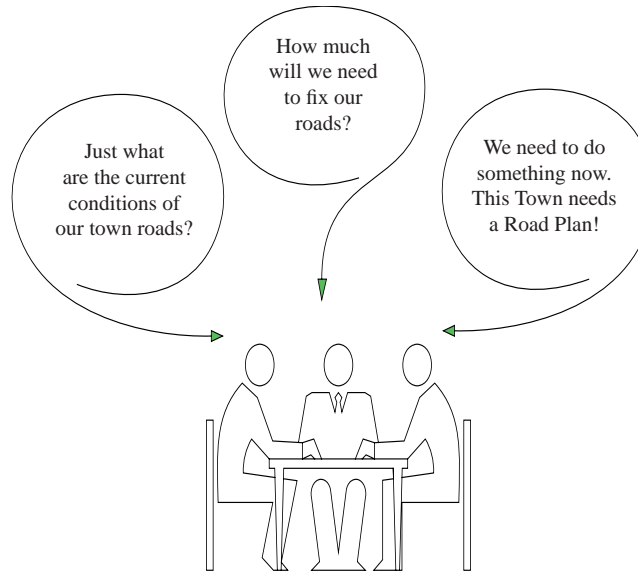 Just what
are the current
conditions of
our town roads?
How much
will we need
to fix our
roads?
We need to do
something now.
This Town needs
a Road Plan!